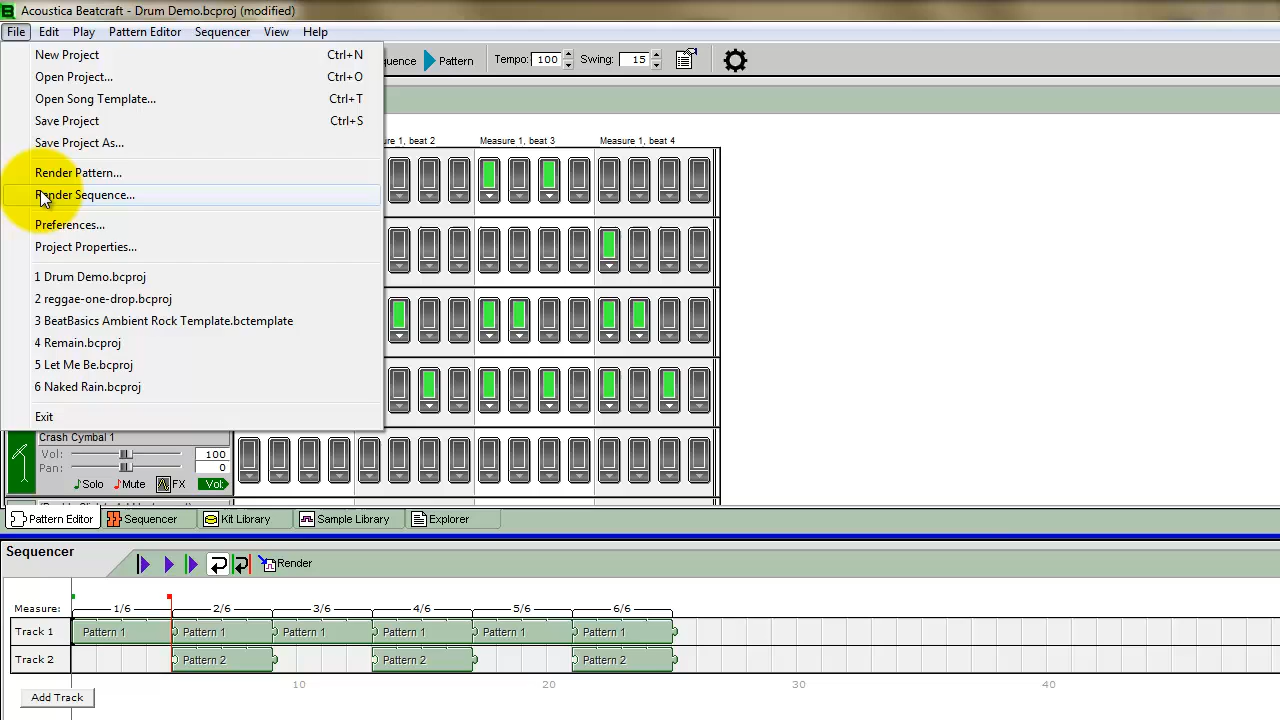 Acoustica Beatcraft - Drum Demo.bcproj (modified)
File Edit Play Pattern Editor Sequencer View Help
New Project Ctrl+N
Open Project... Ctrl+O
Open Song Template... Ctrl+T
Save Project Ctrl+S
Save Project As...
Render Pattern...
Render Sequence...
Preferences...
Project Properties...
1 Drum Demo.bcproj
2 reggae-one-drop.bcproj
3 BeatBasics Ambient Rock Template.bctemplate
4 Remain.bcproj
5 Let Me Be.bcproj
6 Naked Rain.bcproj
Exit
quence Pattern Tempo: 100 Swing: 15
re 1, beat 2 Measure 1, beat 3 Measure 1, beat 4
Crash Cymbal 1
Vol: 100
Pan: 0
Solo Mute FX Vol:
Pattern Editor Sequencer Kit Library Sample Library Explorer
Sequencer Render
Measure: 1/6 2/6 3/6 4/6 5/6 6/6
Track 1 Pattern 1 Pattern 1 Pattern 1 Pattern 1 Pattern 1 Pattern 1
Track 2 Pattern 2 Pattern 2 Pattern 2
10 20 30 40
Add Track